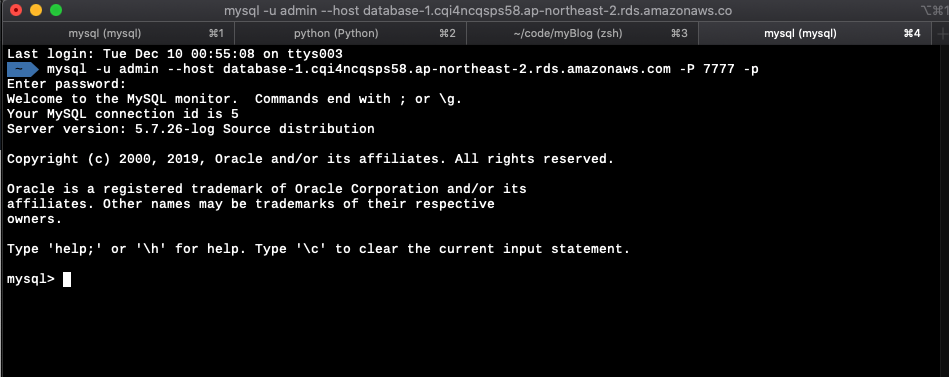 mysql -u admin --host database-1.cqi4ncqsps58.ap-northeast-2.rds.amazonaws.co
⌥⌘1
mysql (mysql) ⌘1 python (Python) ⌘2 ~/code/myBlog (zsh) ⌘3 mysql (mysql) ⌘4
Last login: Tue Dec 10 00:55:08 on ttys003
~ mysql -u admin --host database-1.cqi4ncqsps58.ap-northeast-2.rds.amazonaws.com -P 7777 -p
Enter password:
Welcome to the MySQL monitor.  Commands end with ; or \g.
Your MySQL connection id is 5
Server version: 5.7.26-log Source distribution
Copyright (c) 2000, 2019, Oracle and/or its affiliates. All rights reserved.
Oracle is a registered trademark of Oracle Corporation and/or its
affiliates. Other names may be trademarks of their respective
owners.
Type 'help;' or '\h' for help. Type '\c' to clear the current input statement.
mysql>